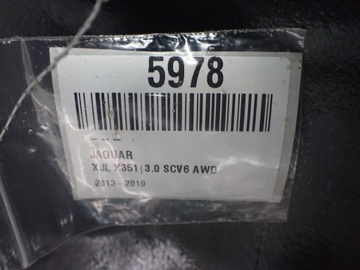 5978
JAGUAR
XJL X351 | 3.0 SCV6 AWD
2013 - 2019